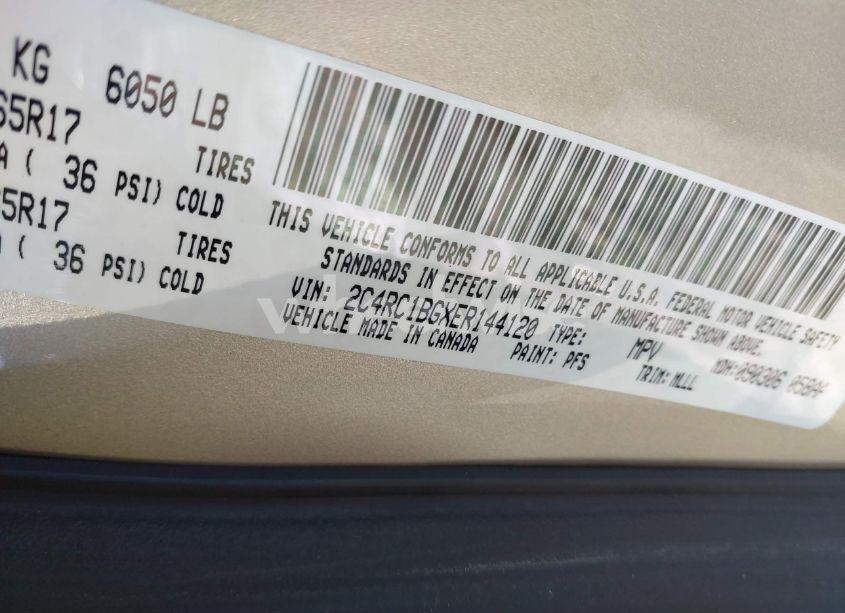 KG 6050 LB
65R17 TIRES
A ( 36 PSI) COLD
65R17 TIRES
( 36 PSI) COLD
THIS VEHICLE CONFORMS TO ALL APPLICABLE U.S.A. FEDERAL MOTOR VEHICLE SAFETY
STANDARDS IN EFFECT ON THE DATE OF MANUFACTURE SHOWN ABOVE.
VIN: 2C4RC1BGXER144120 TYPE: MPV
VEHICLE MADE IN CANADA PAINT: PFS TRIM: MLLL